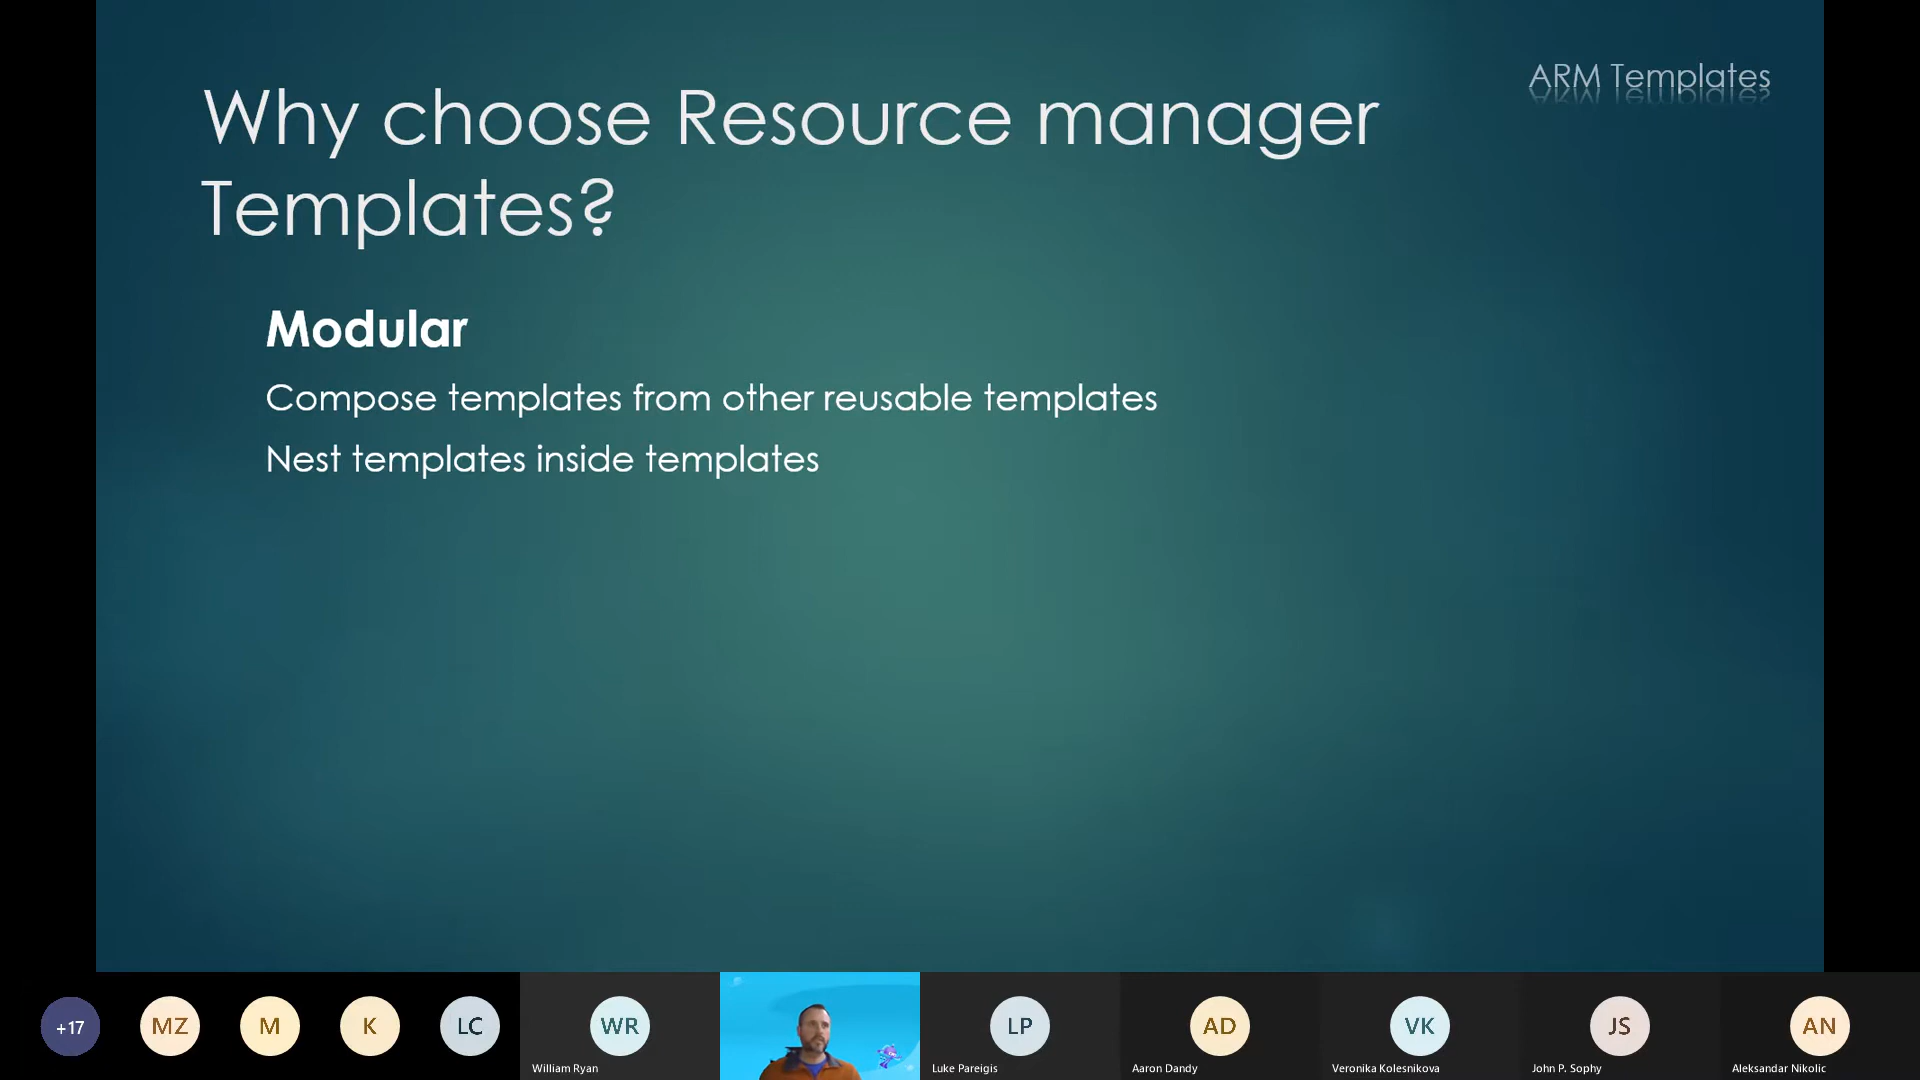 ARM Templates
Why choose Resource manager
Templates?
Modular
Compose templates from other reusable templates
Nest templates inside templates
+17
MZ
M
K
LC
WR
LP
AD
VK
JS
AN
William Ryan
Luke Pareigis
Aaron Dandy
Veronika Kolesnikova
John P. Sophy
Aleksandar Nikolic